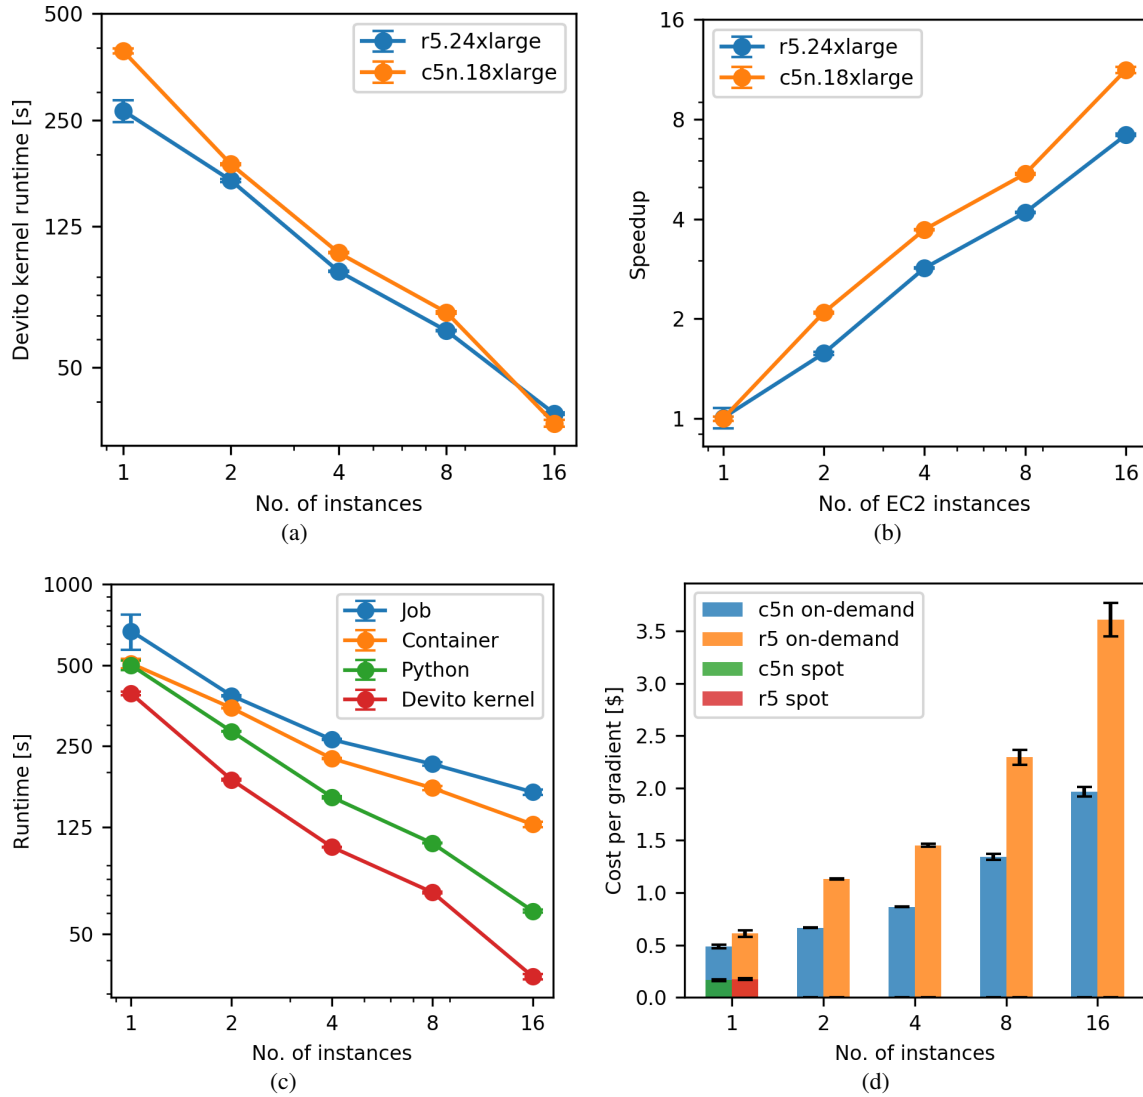 500
250
125
50
Devito kernel runtime [s]
r5.24xlarge
c5n.18xlarge
1 2 4 8 16
No. of instances
(a)
16
8
4
2
1
Speedup
r5.24xlarge
c5n.18xlarge
1 2 4 8 16
No. of EC2 instances
(b)
1000
500
250
125
50
Runtime [s]
Job
Container
Python
Devito kernel
1 2 4 8 16
No. of instances
(c)
3.5
3.0
2.5
2.0
1.5
1.0
0.5
0.0
Cost per gradient [$]
c5n on-demand
r5 on-demand
c5n spot
r5 spot
1 2 4 8 16
No. of instances
(d)